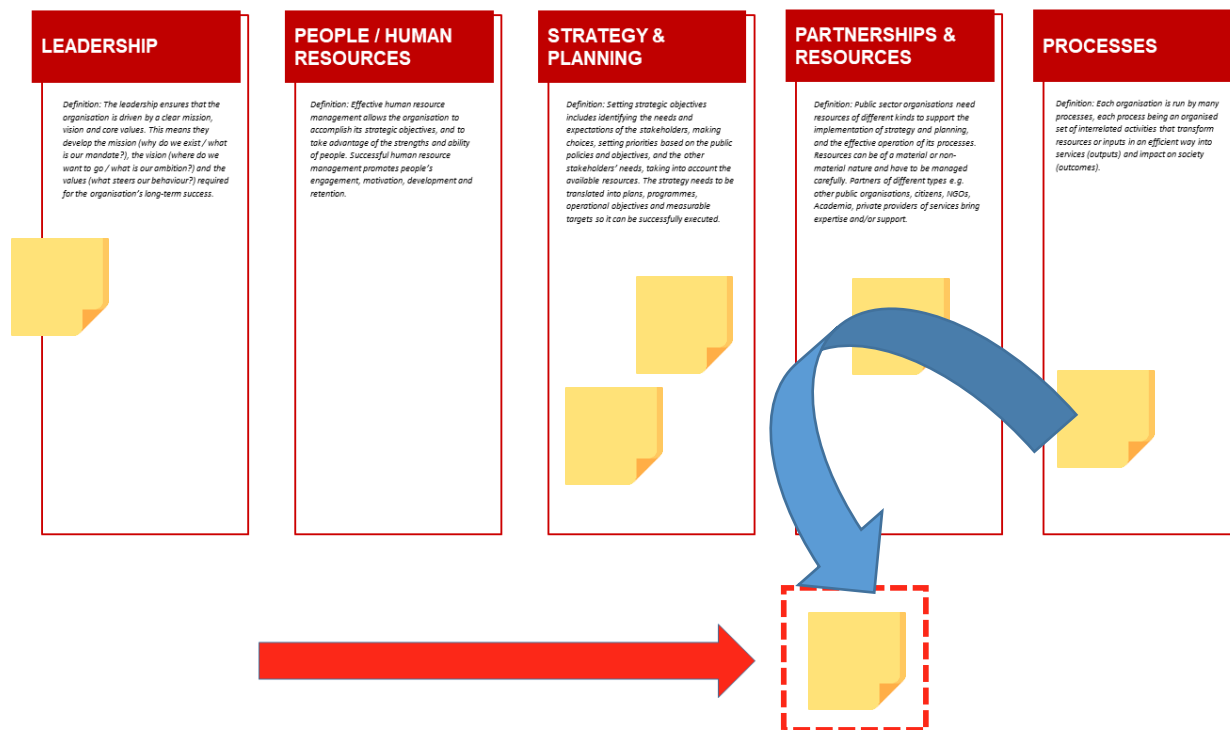 LEADERSHIP
Definition: The leadership ensures that the
organisation is driven by a clear mission,
vision and core values. This means they
develop the mission (why do we exist / what
is our mandate?), the vision (where do we
want to go / what is our ambition?) and the
values (what steers our behaviour?) required
for the organisation's long-term success.
PEOPLE / HUMAN
RESOURCES
Definition: Effective human resource
management allows the organisation to
accomplish its strategic objectives, and to
take advantage of the strengths and ability
of people. Successful human resource
management promotes people's
engagement, motivation, development and
retention.
STRATEGY &
PLANNING
Definition: Setting strategic objectives
includes identifying the needs and
expectations of the stakeholders, making
choices, setting priorities based on the public
policies and objectives, and the other
stakeholders' needs, taking into account the
available resources. The strategy needs to be
translated into plans, programmes,
operational objectives and measurable
targets so it can be successfully executed.
PARTNERSHIPS &
RESOURCES
Definition: Public sector organisations need
resources of different kinds to support the
implementation of strategy and planning,
and the effective operation of its processes.
Resources can be of a material or non-
material nature and have to be managed
carefully. Partners of different types e.g.
other public organisations, citizens, NGOs,
Academia, private providers of services bring
expertise and/or support.
PROCESSES
Definition: Each organisation is run by many
processes, each process being an organised
set of interrelated activities that transform
resources or inputs in an efficient way into
services (outputs) and impact on society
(outcomes).